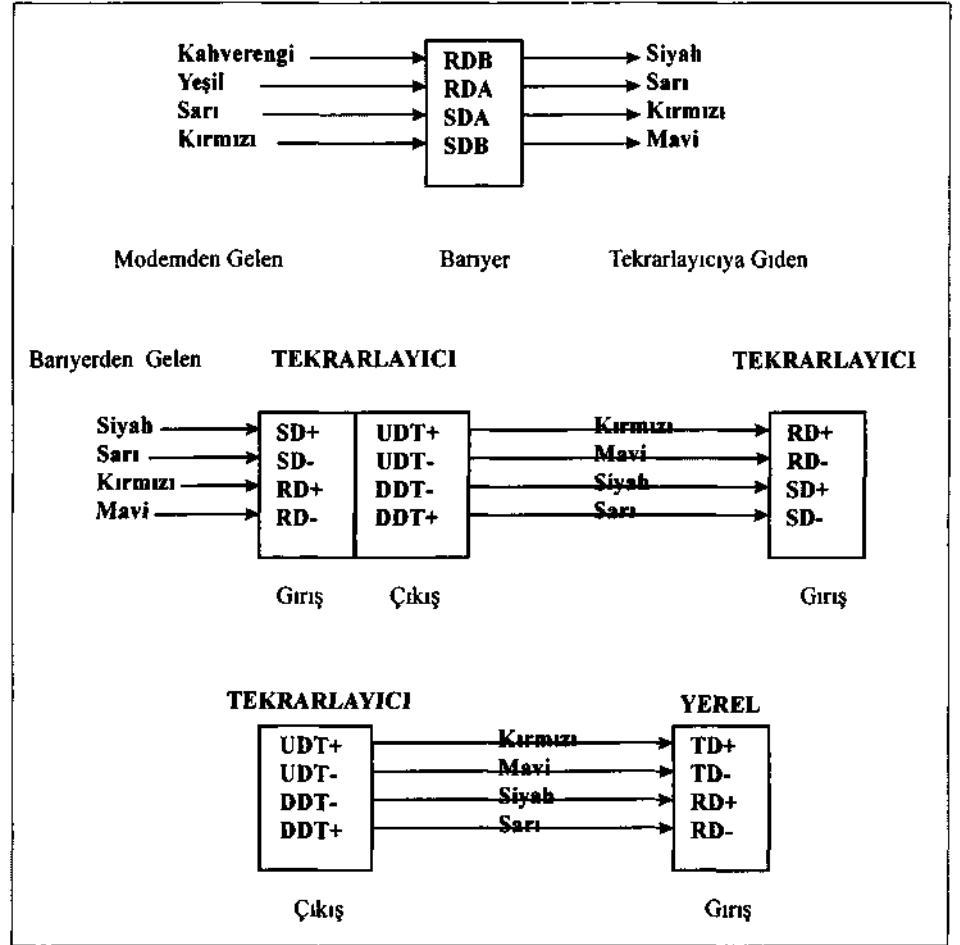 Kahverengi RDB Siyah
Yeşil RDA Sarı
Sarı SDA Kırmızı
Kırmızı SDB Mavi
Modemden Gelen Barıyer Tekrarlayıcıya Gıden
Barıyerden Gelen TEKRARLAYICI TEKRARLAYICI
Siyah SD+ UDT+ Kırmızı RD+
Sarı SD- UDT- Mavi RD-
Kırmızı RD+ DDT- Siyah SD+
Mavi RD- DDT+ Sarı SD-
Gırış Çıkış Gırış
TEKRARLAYICI YEREL
UDT+ Kırmızı TD+
UDT- Mavi TD-
DDT- Siyah RD+
DDT+ Sarı RD-
Çıkış Gırış